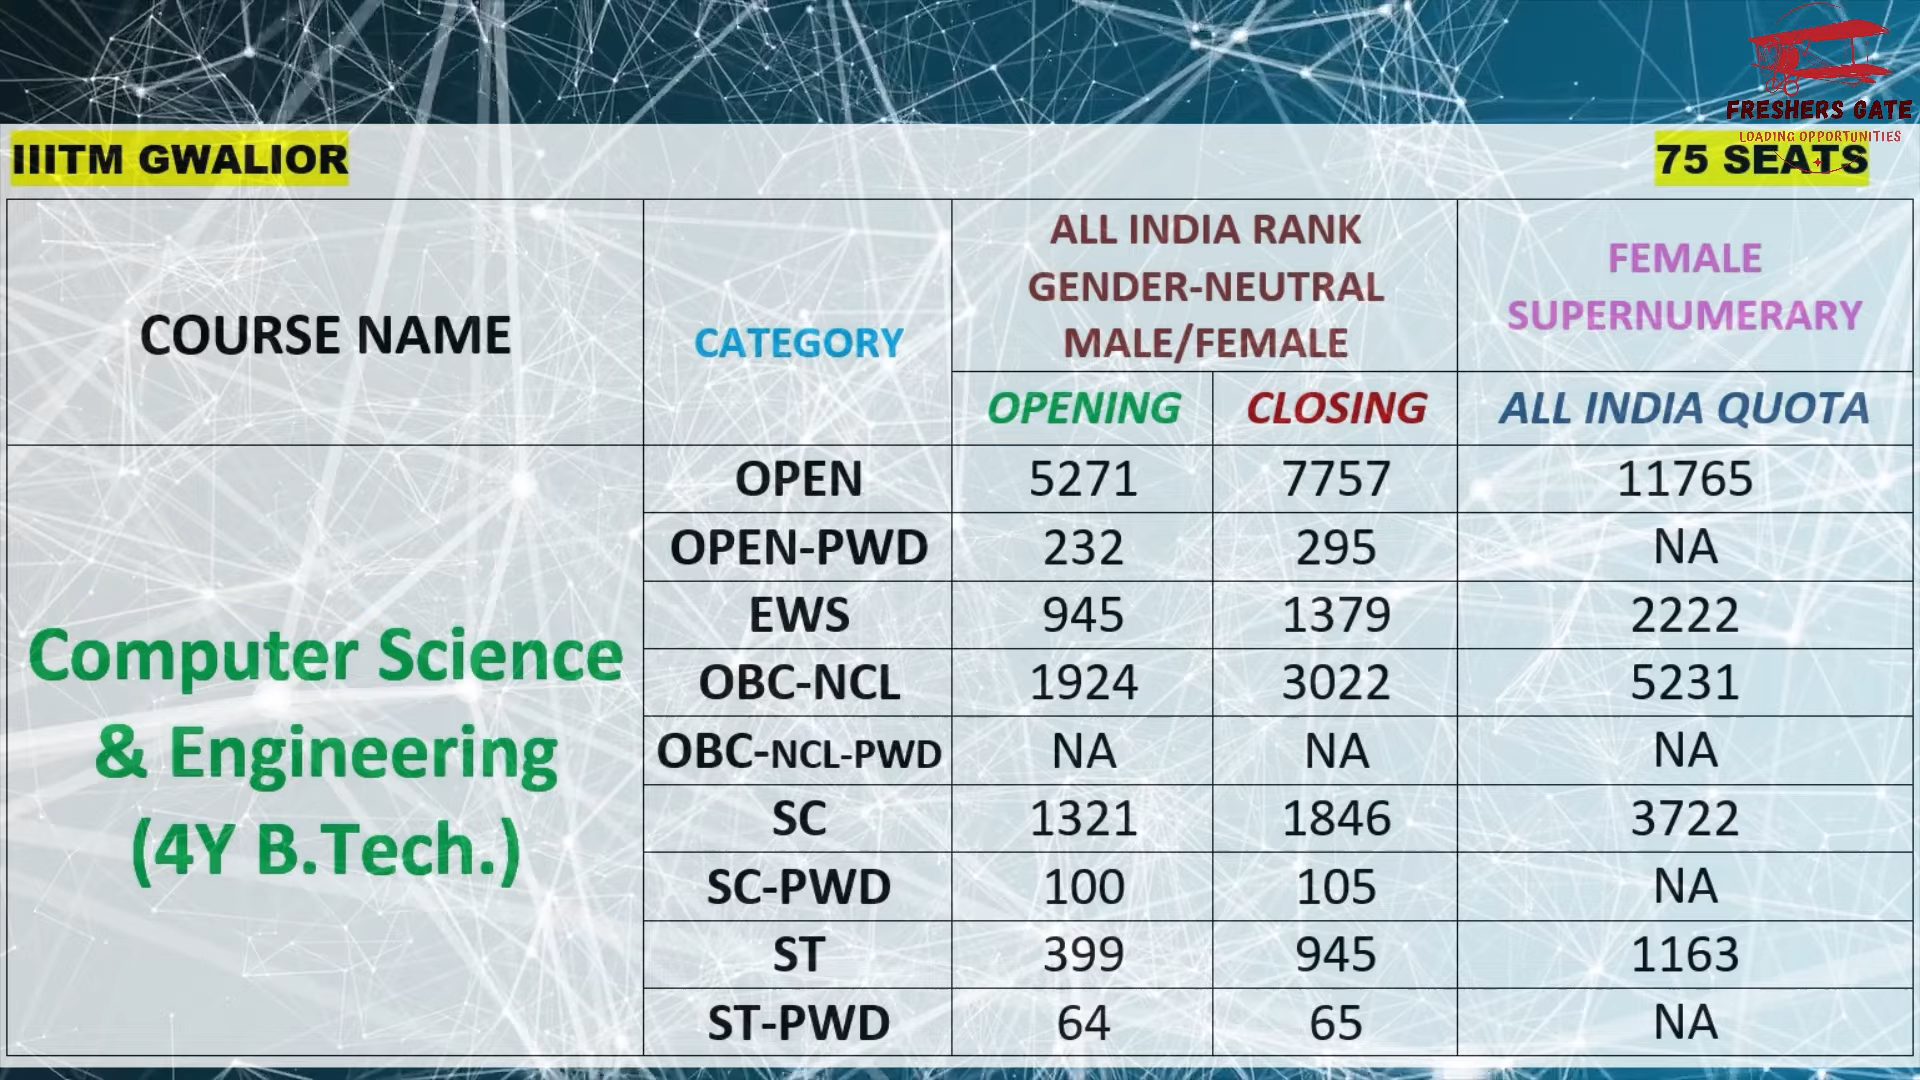 FRESHERS GATE
LOADING OPPORTUNITIES
IIITM GWALIOR
75 SEATS
COURSE NAME
CATEGORY
ALL INDIA RANK
GENDER-NEUTRAL
MALE/FEMALE
FEMALE
SUPERNUMERARY
OPENING CLOSING ALL INDIA QUOTA
Computer Science
& Engineering
(4Y B.Tech.)
OPEN 5271 7757 11765
OPEN-PWD 232 295 NA
EWS 945 1379 2222
OBC-NCL 1924 3022 5231
OBC-NCL-PWD NA NA NA
SC 1321 1846 3722
SC-PWD 100 105 NA
ST 399 945 1163
ST-PWD 64 65 NA